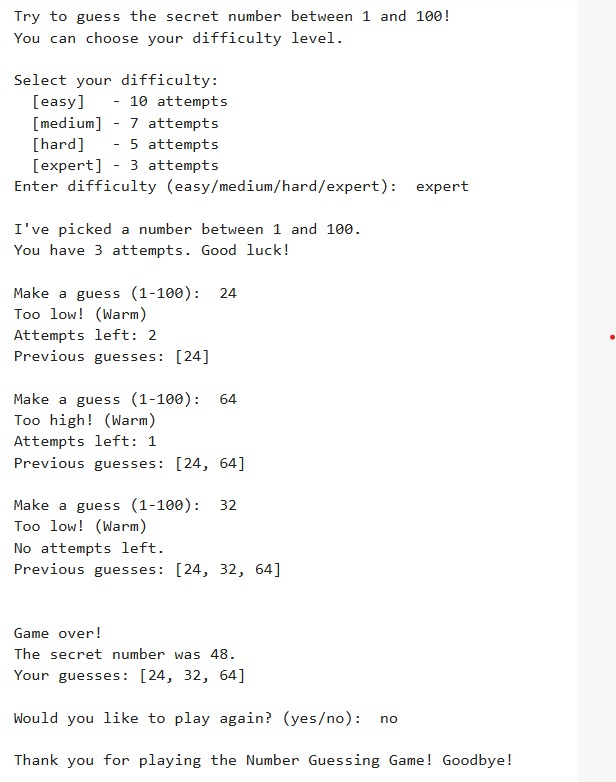 Try to guess the secret number between 1 and 100!
You can choose your difficulty level.
Select your difficulty:
[easy]   - 10 attempts
[medium] - 7 attempts
[hard]   - 5 attempts
[expert] - 3 attempts
Enter difficulty (easy/medium/hard/expert):  expert
I've picked a number between 1 and 100.
You have 3 attempts. Good luck!
Make a guess (1-100):  24
Too low! (Warm)
Attempts left: 2
Previous guesses: [24]
Make a guess (1-100):  64
Too high! (Warm)
Attempts left: 1
Previous guesses: [24, 64]
Make a guess (1-100):  32
Too low! (Warm)
No attempts left.
Previous guesses: [24, 32, 64]
Game over!
The secret number was 48.
Your guesses: [24, 32, 64]
Would you like to play again? (yes/no):  no
Thank you for playing the Number Guessing Game! Goodbye!